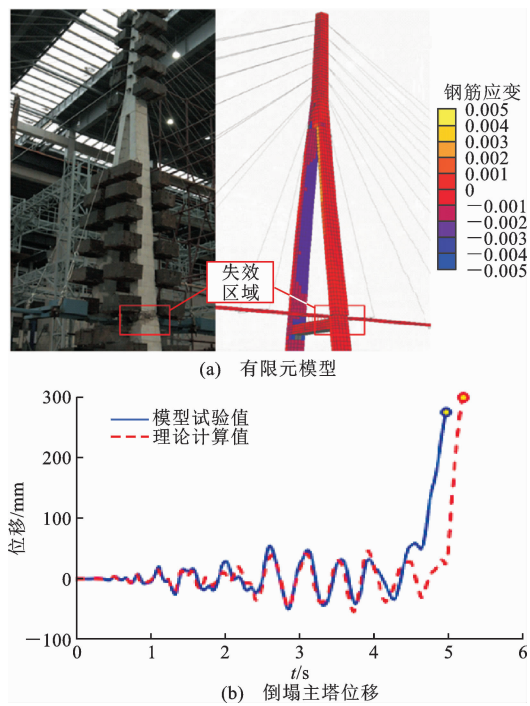 钢筋应变
0.005
0.004
0.003
0.002
0.001
0
-0.001
-0.002
-0.003
-0.004
-0.005
失效
区域
(a) 有限元模型
300
200
100
0
-100
位移/mm
模型试验值
理论计算值
0 1 2 3 4 5 6
t/s
(b) 倒塌主塔位移